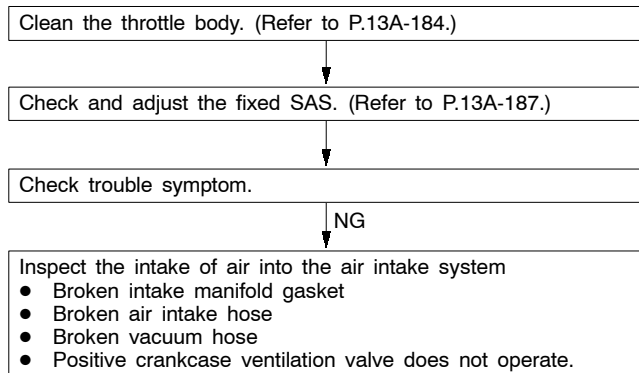 Clean the throttle body. (Refer to P.13A-184.)
Check and adjust the fixed SAS. (Refer to P.13A-187.)
Check trouble symptom.
NG
Inspect the intake of air into the air intake system
● Broken intake manifold gasket
● Broken air intake hose
● Broken vacuum hose
● Positive crankcase ventilation valve does not operate.